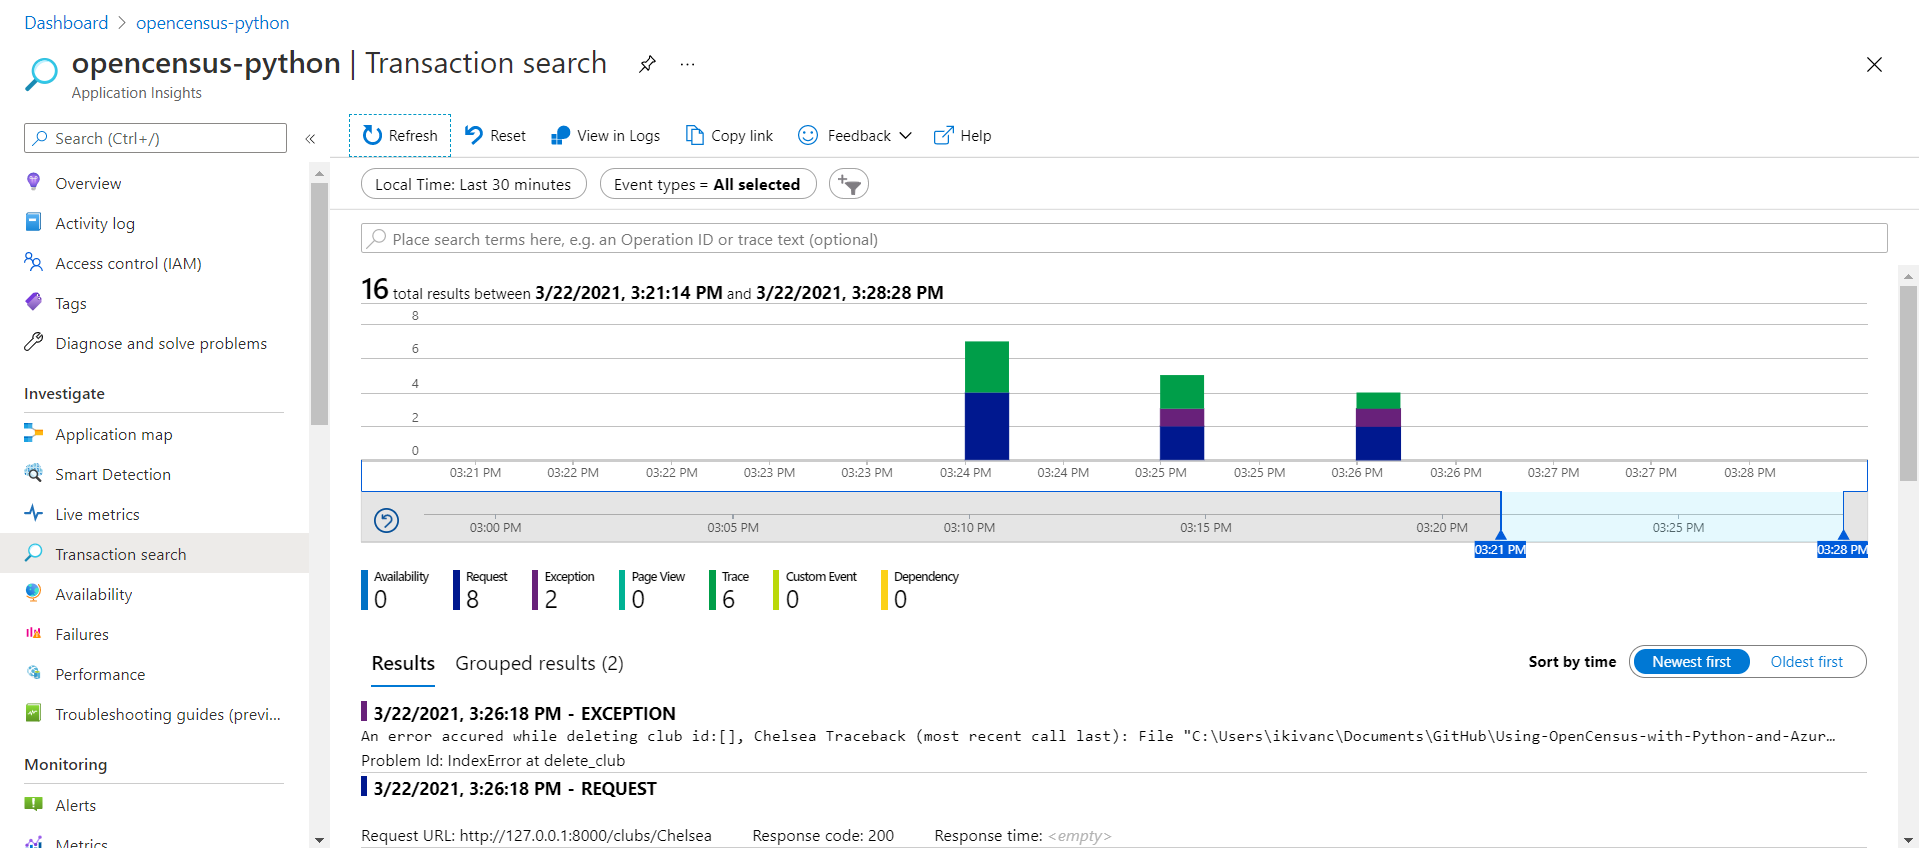 Dashboard > opencensus-python
opencensus-python | Transaction search
Application Insights
Search (Ctrl+/)
Refresh Reset View in Logs Copy link Feedback Help
Overview
Activity log
Access control (IAM)
Tags
Diagnose and solve problems
Investigate
Application map
Smart Detection
Live metrics
Transaction search
Availability
Failures
Performance
Troubleshooting guides (previ...
Monitoring
Alerts
Metrics
Local Time: Last 30 minutes Event types = All selected
Place search terms here, e.g. an Operation ID or trace text (optional)
16 total results between 3/22/2021, 3:21:14 PM and 3/22/2021, 3:28:28 PM
8
6
4
2
0
03:21 PM 03:22 PM 03:22 PM 03:23 PM 03:23 PM 03:24 PM 03:24 PM 03:25 PM 03:25 PM 03:26 PM 03:26 PM 03:27 PM 03:27 PM 03:28 PM
03:00 PM 03:05 PM 03:10 PM 03:15 PM 03:20 PM 03:25 PM
03:21 PM 03:28 PM
Availability Request Exception Page View Trace Custom Event Dependency
0 8 2 0 6 0 0
Results Grouped results (2) Sort by time Newest first Oldest first
3/22/2021, 3:26:18 PM - EXCEPTION
An error accured while deleting club id:[], Chelsea Traceback (most recent call last): File "C:\Users\ikivanc\Documents\GitHub\Using-OpenCensus-with-Python-and-Azur…
Problem Id: IndexError at delete_club
3/22/2021, 3:26:18 PM - REQUEST
Request URL: http://127.0.0.1:8000/clubs/Chelsea Response code: 200 Response time: <empty>